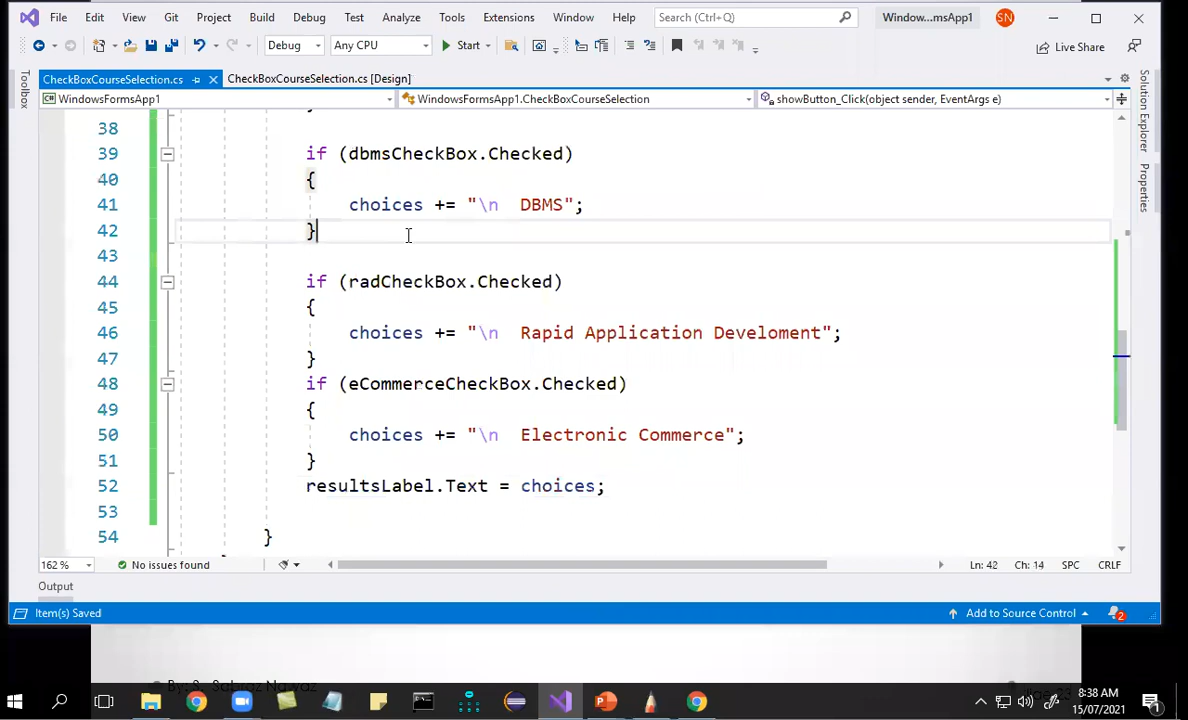 File Edit View Git Project Build Debug Test Analyze Tools Extensions Window Help Search (Ctrl+Q) Window...msApp1 SN
Debug Any CPU Start Live Share
CheckBoxCourseSelection.cs CheckBoxCourseSelection.cs [Design]
WindowsFormsApp1 WindowsFormsApp1.CheckBoxCourseSelection showButton_Click(object sender, EventArgs e)
Toolbox
Solution Explorer
Properties
38
39 if (dbmsCheckBox.Checked)
40 {
41 choices += "\n  DBMS";
42 }
43
44 if (radCheckBox.Checked)
45 {
46 choices += "\n  Rapid Application Develoment";
47 }
48 if (eCommerceCheckBox.Checked)
49 {
50 choices += "\n  Electronic Commerce";
51 }
52 resultsLabel.Text = choices;
53
54 }
162 % No issues found Ln: 42 Ch: 14 SPC CRLF
Output
Item(s) Saved Add to Source Control 2
By: S. Sabraz Nawaz
8:38 AM
15/07/2021 1